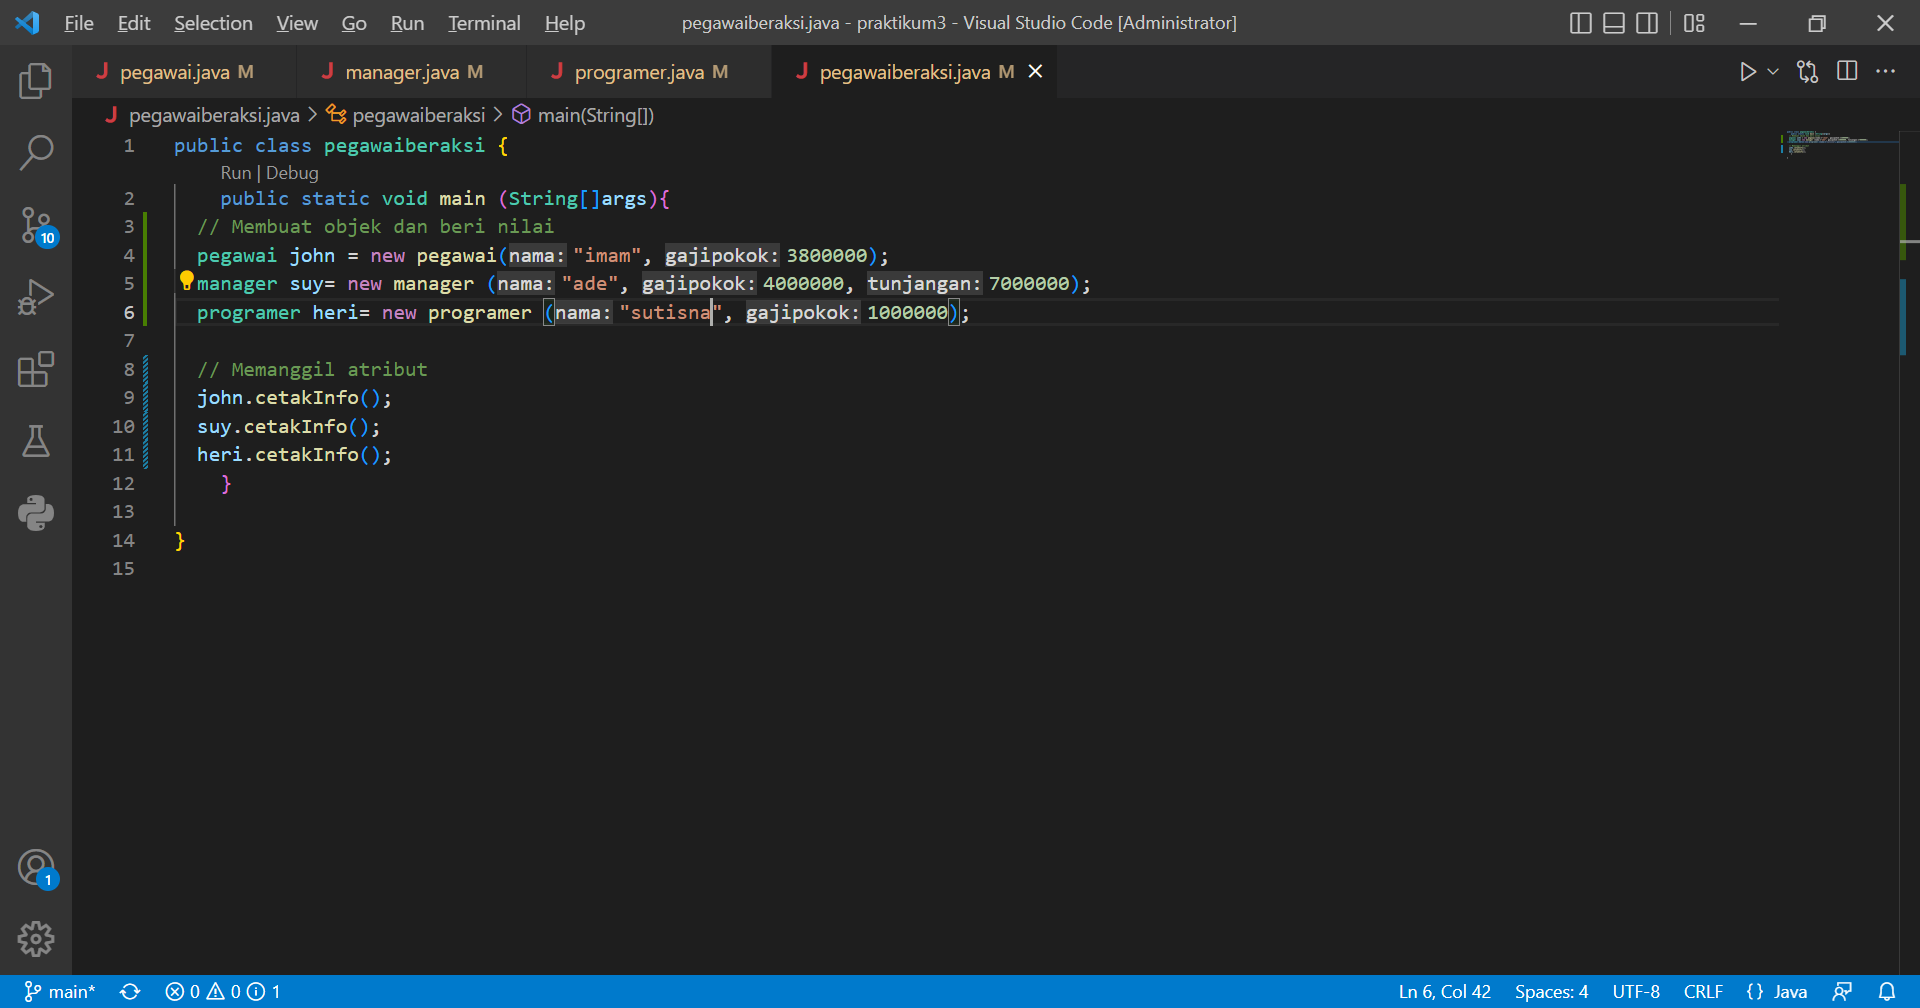 File Edit Selection View Go Run Terminal Help pegawaiberaksi.java - praktikum3 - Visual Studio Code [Administrator]
pegawai.java M manager.java M programer.java M pegawaiberaksi.java M
pegawaiberaksi.java > pegawaiberaksi > main(String[])
1 public class pegawaiberaksi {
Run | Debug
2 public static void main (String[]args){
3 // Membuat objek dan beri nilai
4 pegawai john = new pegawai(nama: "imam", gajipokok: 3800000);
5 manager suy= new manager (nama: "ade", gajipokok: 4000000, tunjangan: 7000000);
6 programer heri= new programer (nama: "sutisna", gajipokok: 1000000);
7
8 // Memanggil atribut
9 john.cetakInfo();
10 suy.cetakInfo();
11 heri.cetakInfo();
12 }
13
14 }
15
10
1
main* 0 0 1 Ln 6, Col 42 Spaces: 4 UTF-8 CRLF {} Java